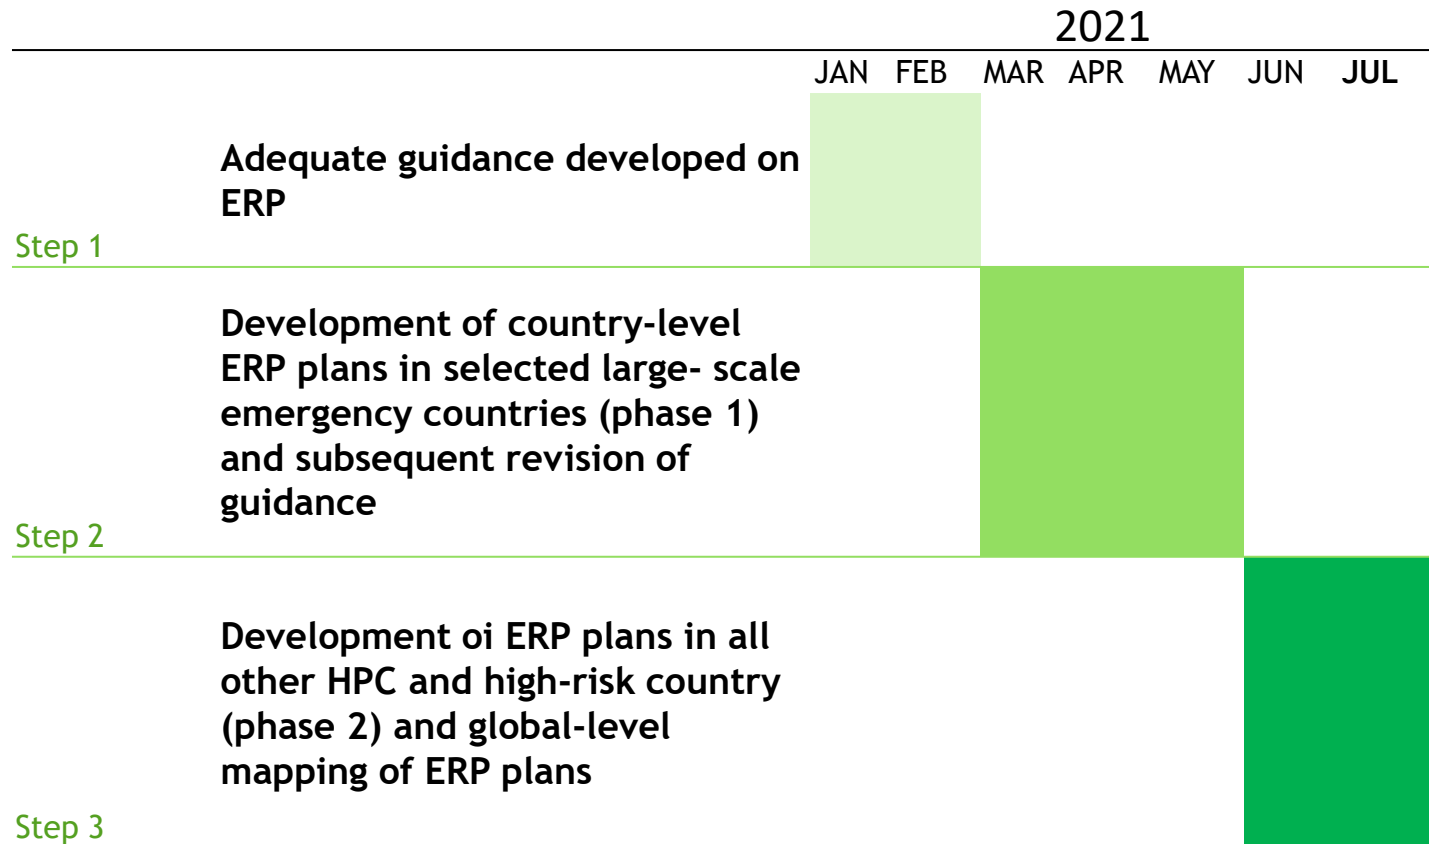 2021
JAN FEB MAR APR MAY JUN JUL
Adequate guidance developed on
ERP
Step 1
Development of country-level
ERP plans in selected large- scale
emergency countries (phase 1)
and subsequent revision of
guidance
Step 2
Development oi ERP plans in all
other HPC and high-risk country
(phase 2) and global-level
mapping of ERP plans
Step 3